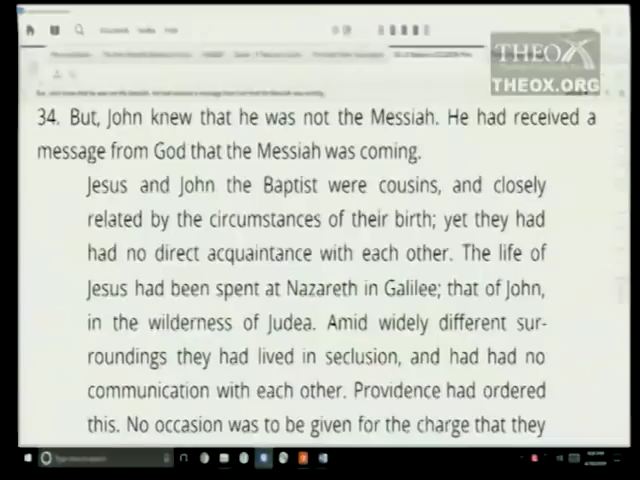 THEOX
THEOX.ORG
34. But, John knew that he was not the Messiah. He had received a
message from God that the Messiah was coming.
Jesus and John the Baptist were cousins, and closely
related by the circumstances of their birth; yet they had
had no direct acquaintance with each other. The life of
Jesus had been spent at Nazareth in Galilee; that of John,
in the wilderness of Judea. Amid widely different sur-
roundings they had lived in seclusion, and had had no
communication with each other. Providence had ordered
this. No occasion was to be given for the charge that they